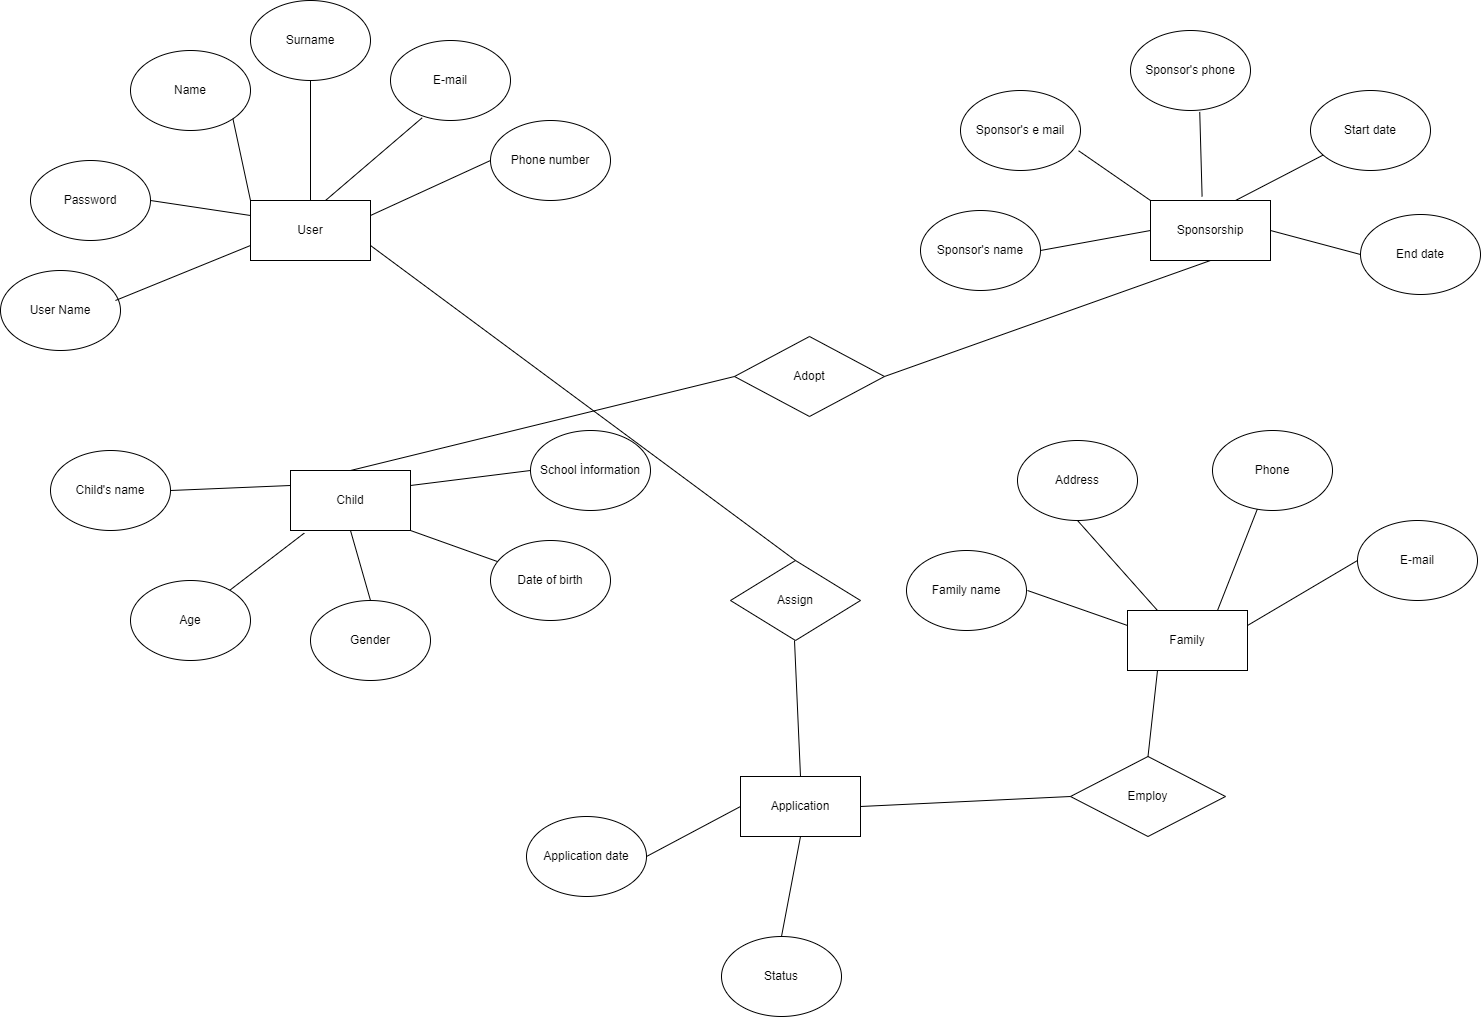 Surname
E-mail
Name
Phone number
Password
User
User Name
Sponsor's phone
Sponsor's e mail
Start date
Sponsorship
Sponsor's name
End date
Adopt
School İnformation
Child's name
Child
Date of birth
Age
Gender
Assign
Address
Phone
E-mail
Family name
Family
Application
Employ
Application date
Status